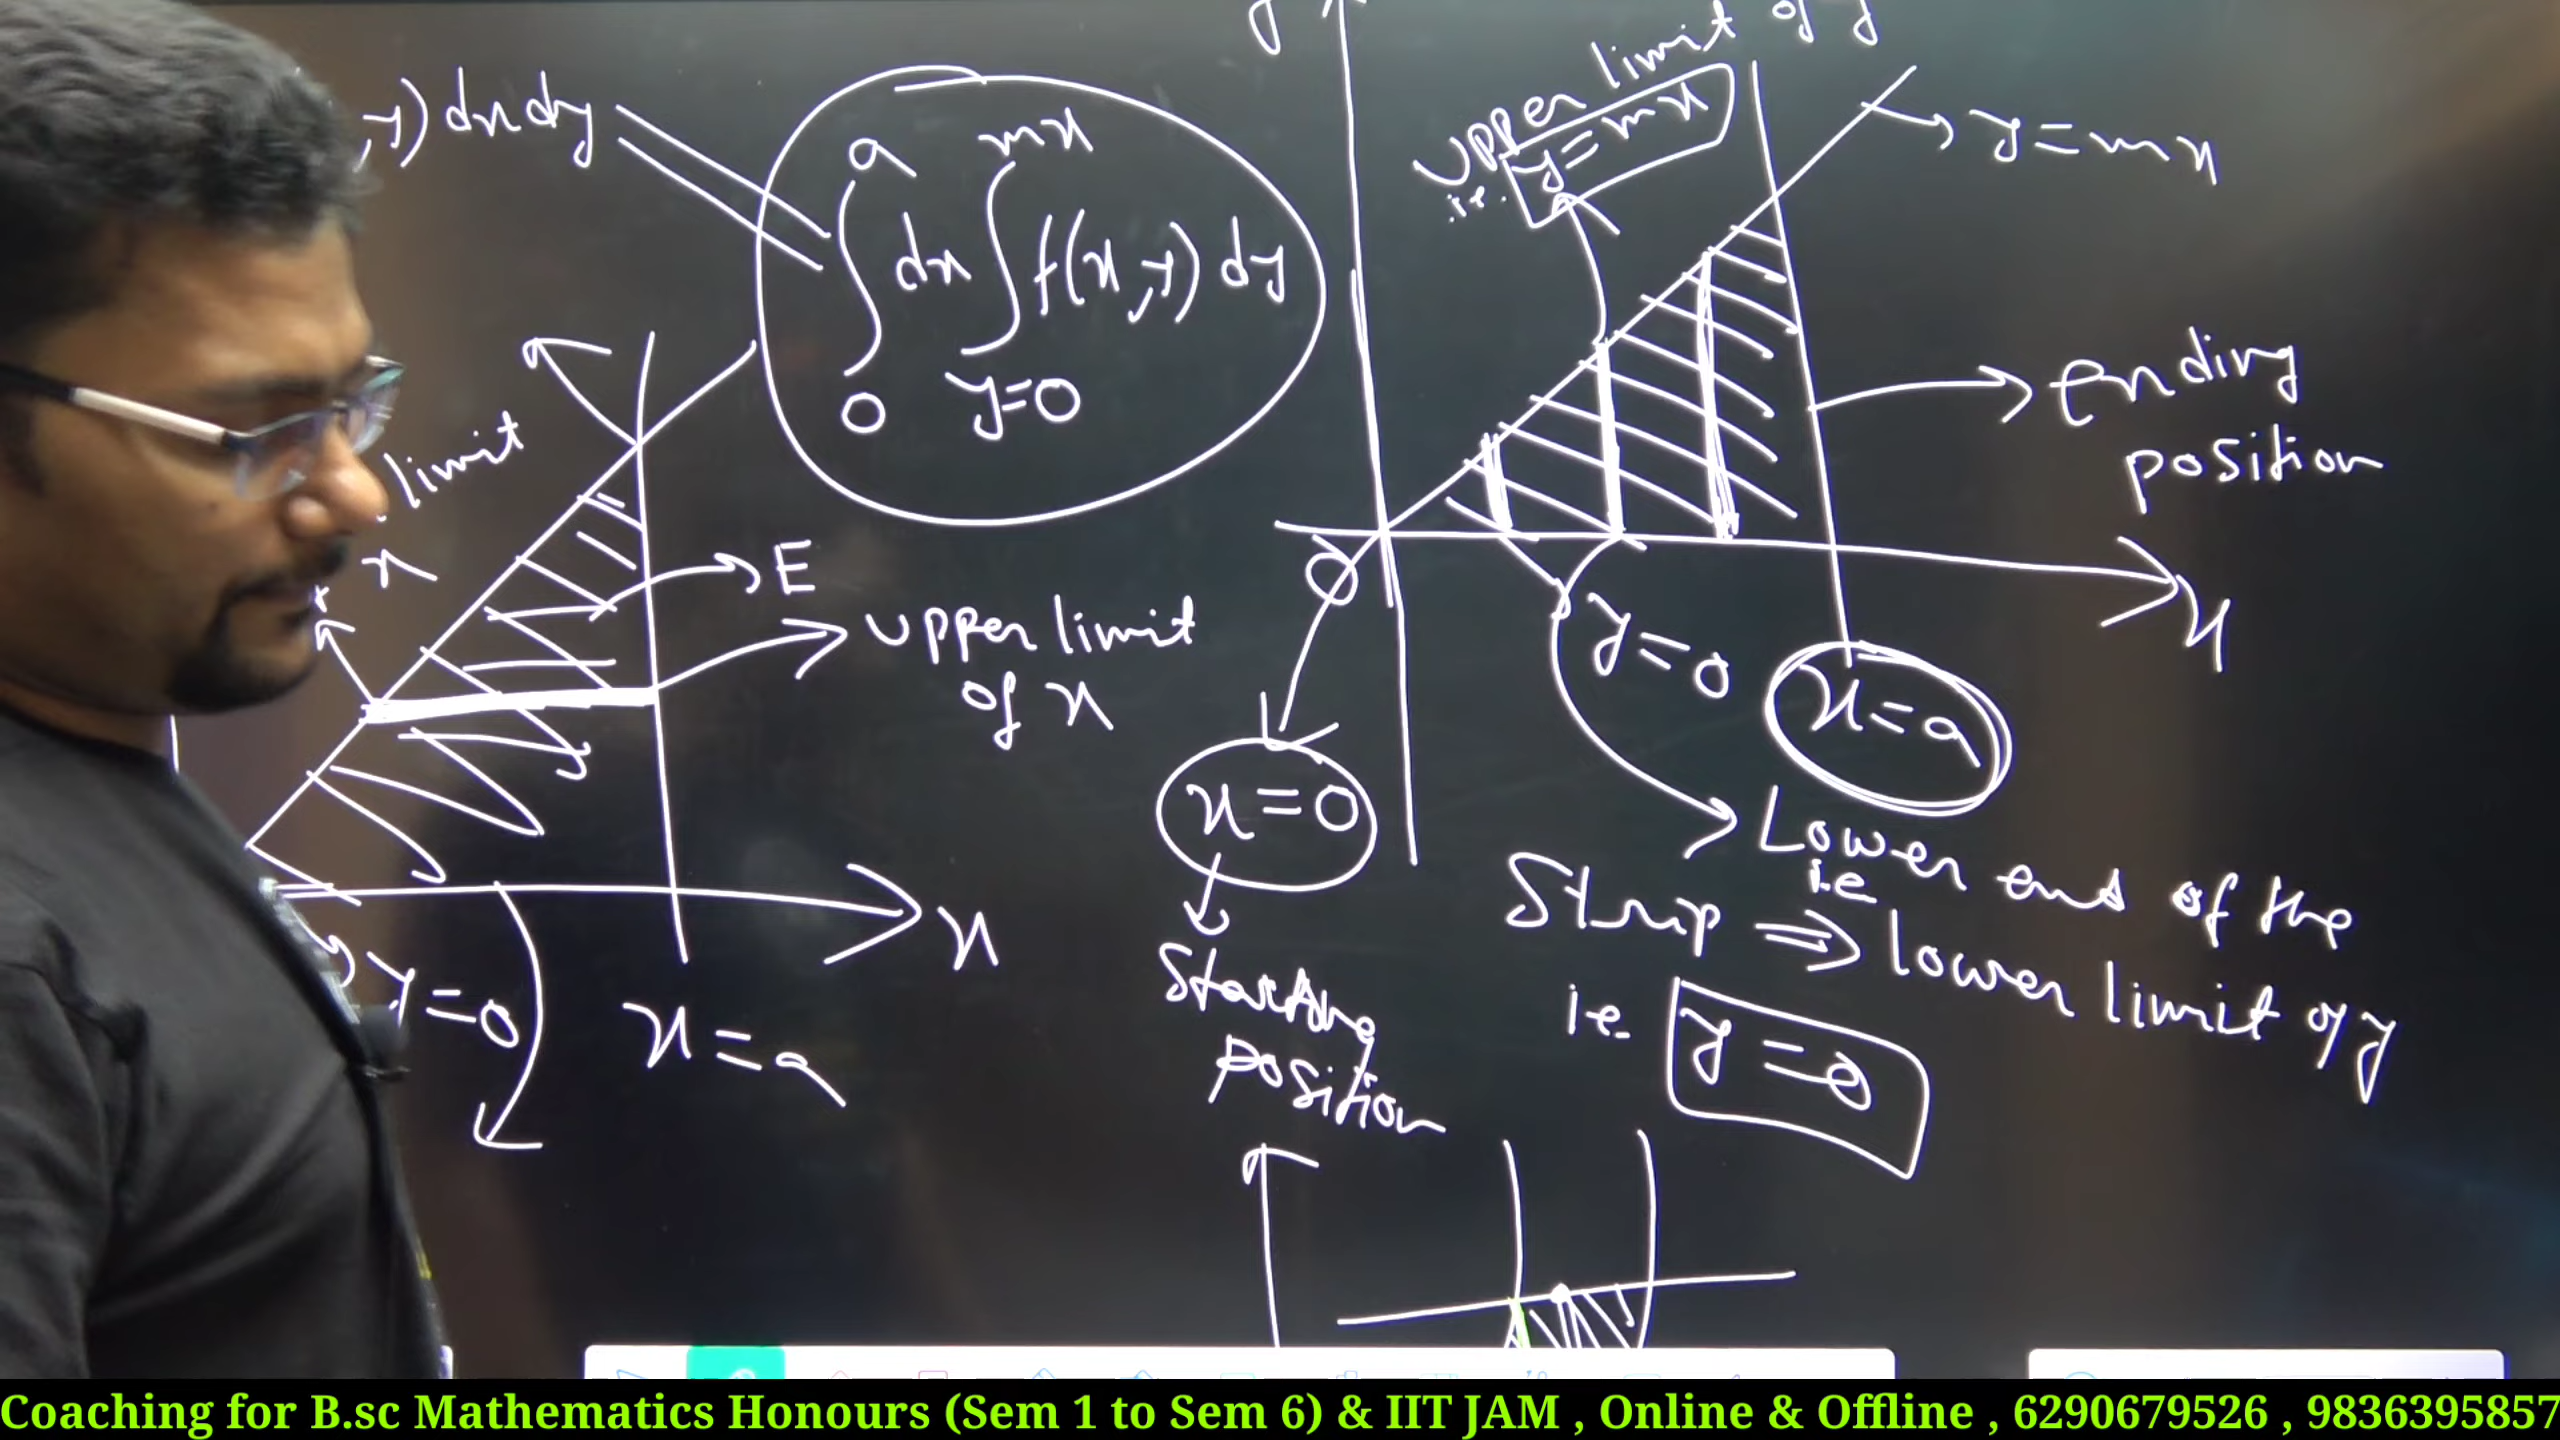 , y) dx dy
a mx
∫ dx ∫ f(x, y) dy
0 y=0
limit
x
E
upper limit
of x
y=0
x=a
x
y
upper limit of y
i.e. y=mx
y=mx
ending
position
x
0
y=0
x=a
x=0
Starting
position
Lower end of the
i.e
Strip ⇒ lower limit of y
i.e. y=0
Coaching for B.sc Mathematics Honours (Sem 1 to Sem 6) & IIT JAM , Online & Offline , 6290679526 , 9836395857